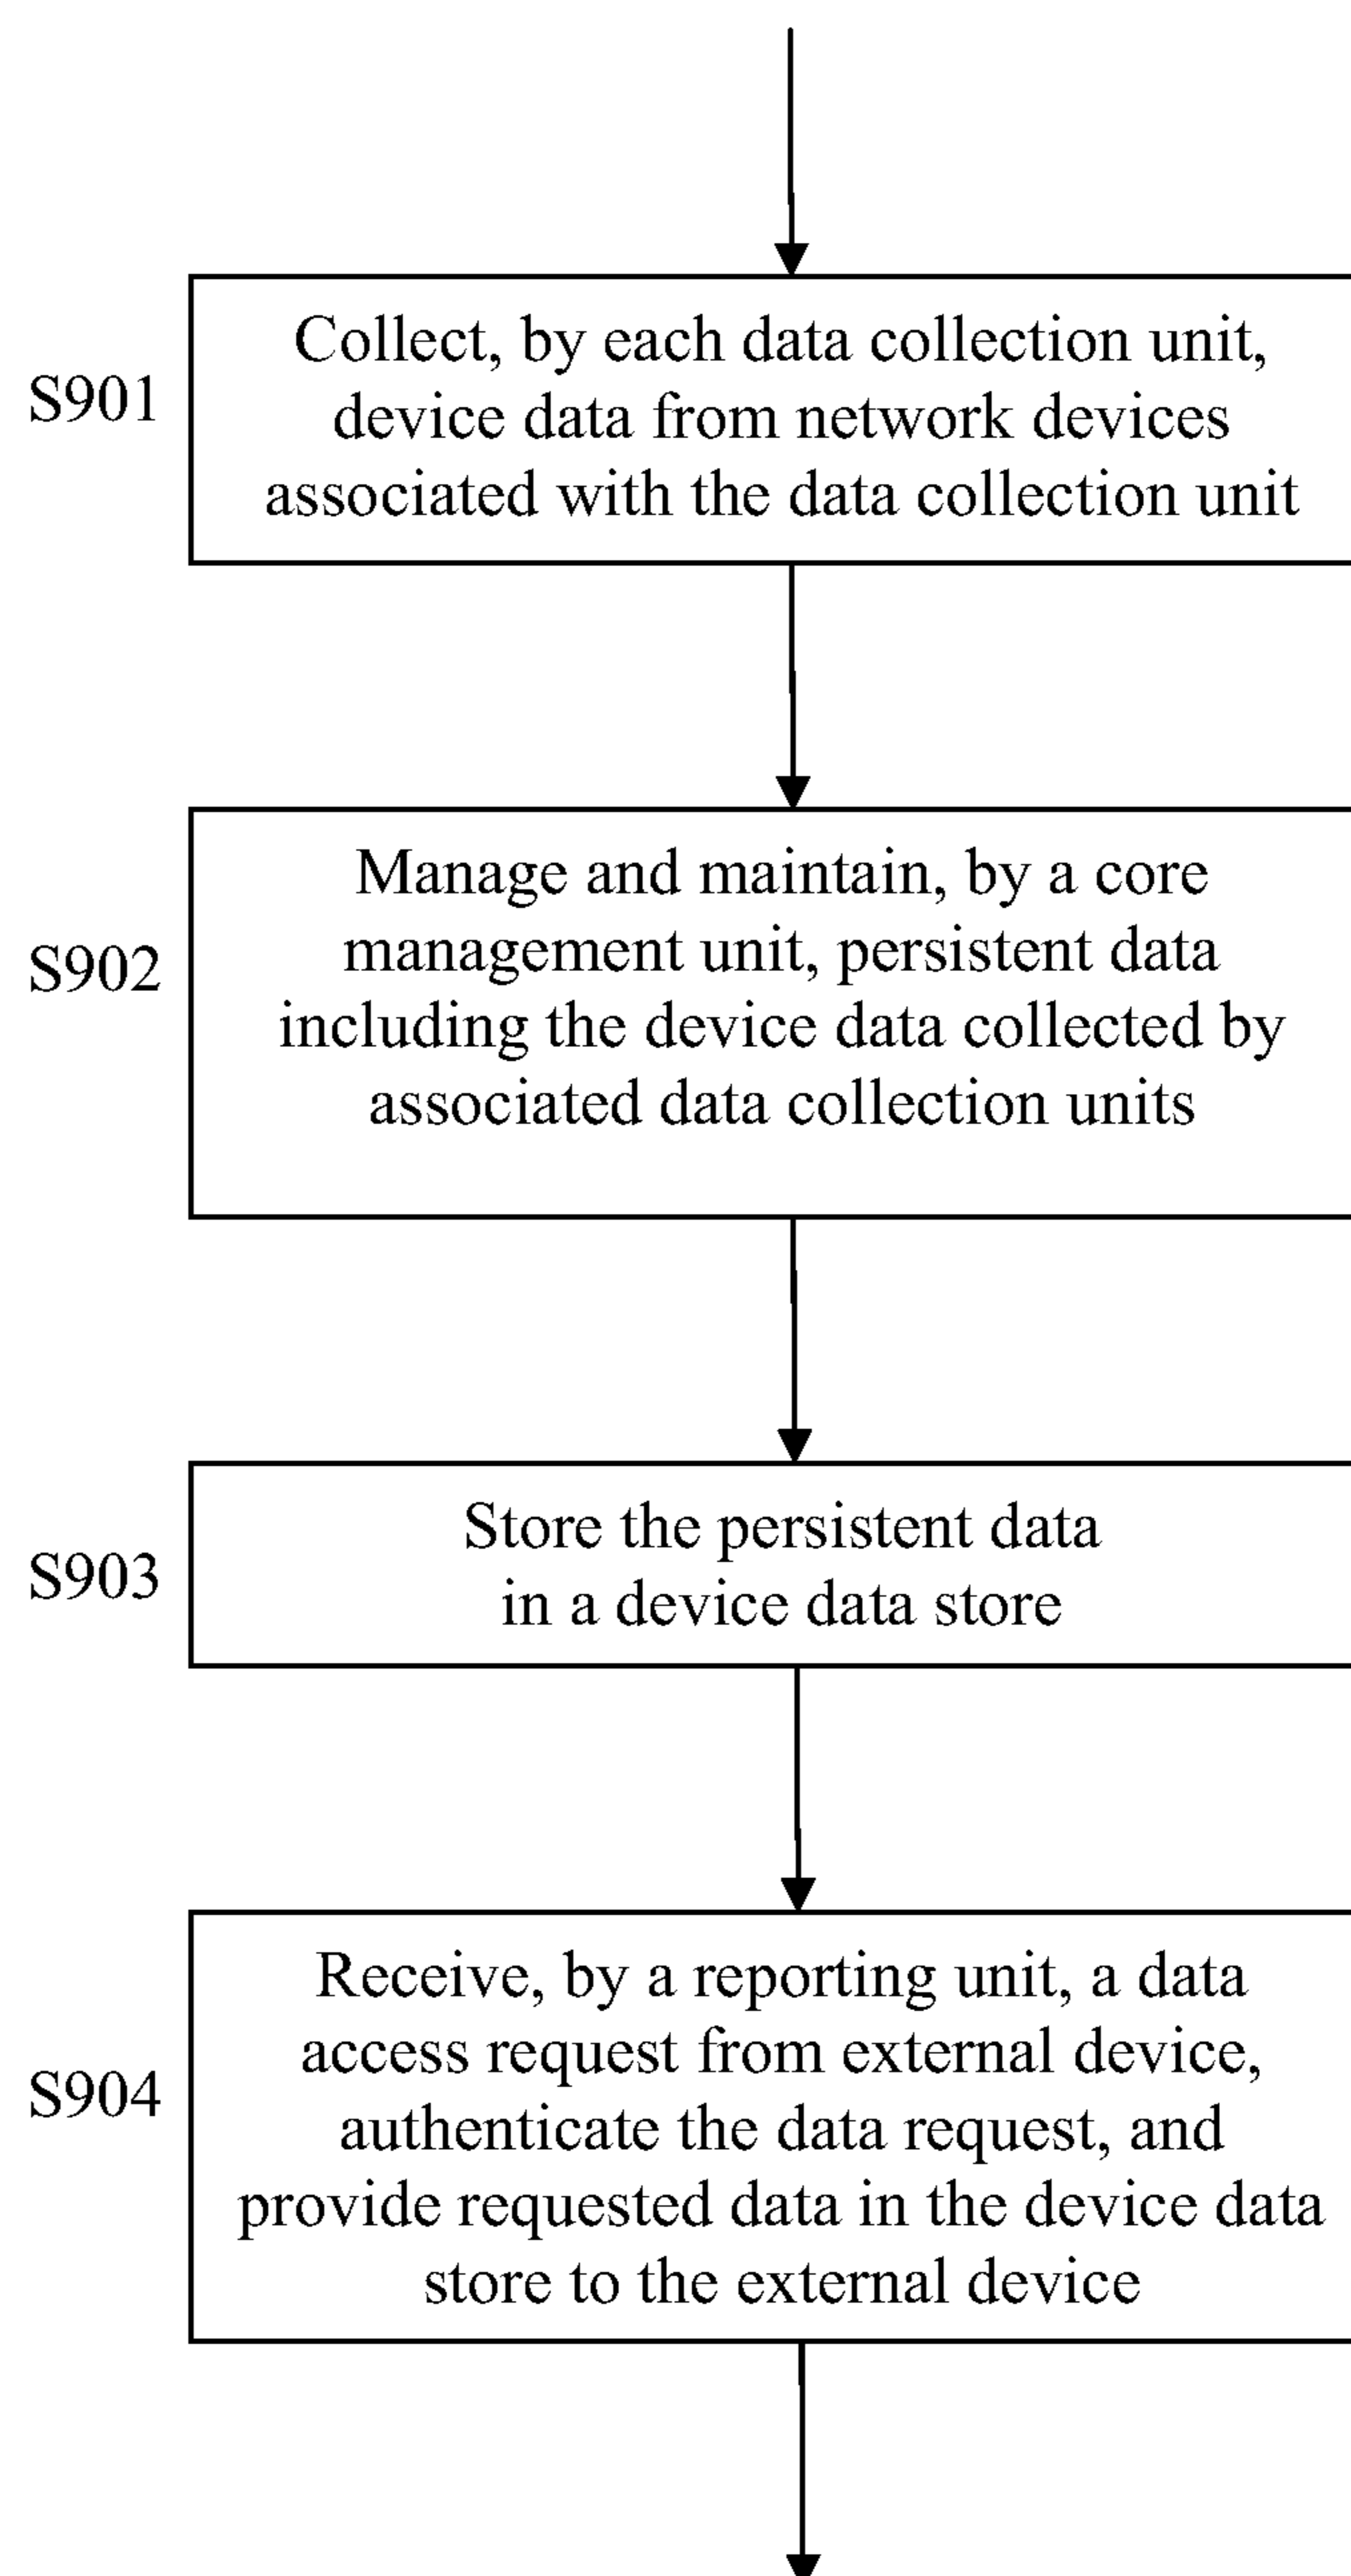 S901
Collect, by each data collection unit,
device data from network devices
associated with the data collection unit
S902
Manage and maintain, by a core
management unit, persistent data
including the device data collected by
associated data collection units
S903
Store the persistent data
in a device data store
S904
Receive, by a reporting unit, a data
access request from external device,
authenticate the data request, and
provide requested data in the device data
store to the external device